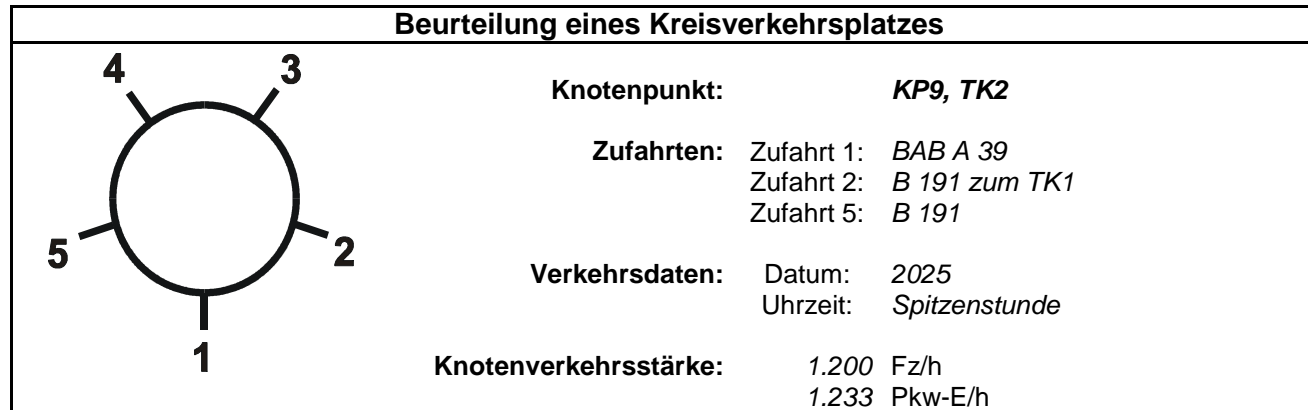 Beurteilung eines Kreisverkehrsplatzes
4 3
5 2
1
Knotenpunkt: KP9, TK2
Zufahrten: Zufahrt 1: BAB A 39
Zufahrt 2: B 191 zum TK1
Zufahrt 5: B 191
Verkehrsdaten: Datum: 2025
Uhrzeit: Spitzenstunde
Knotenverkehrsstärke: 1.200 Fz/h
1.233 Pkw-E/h